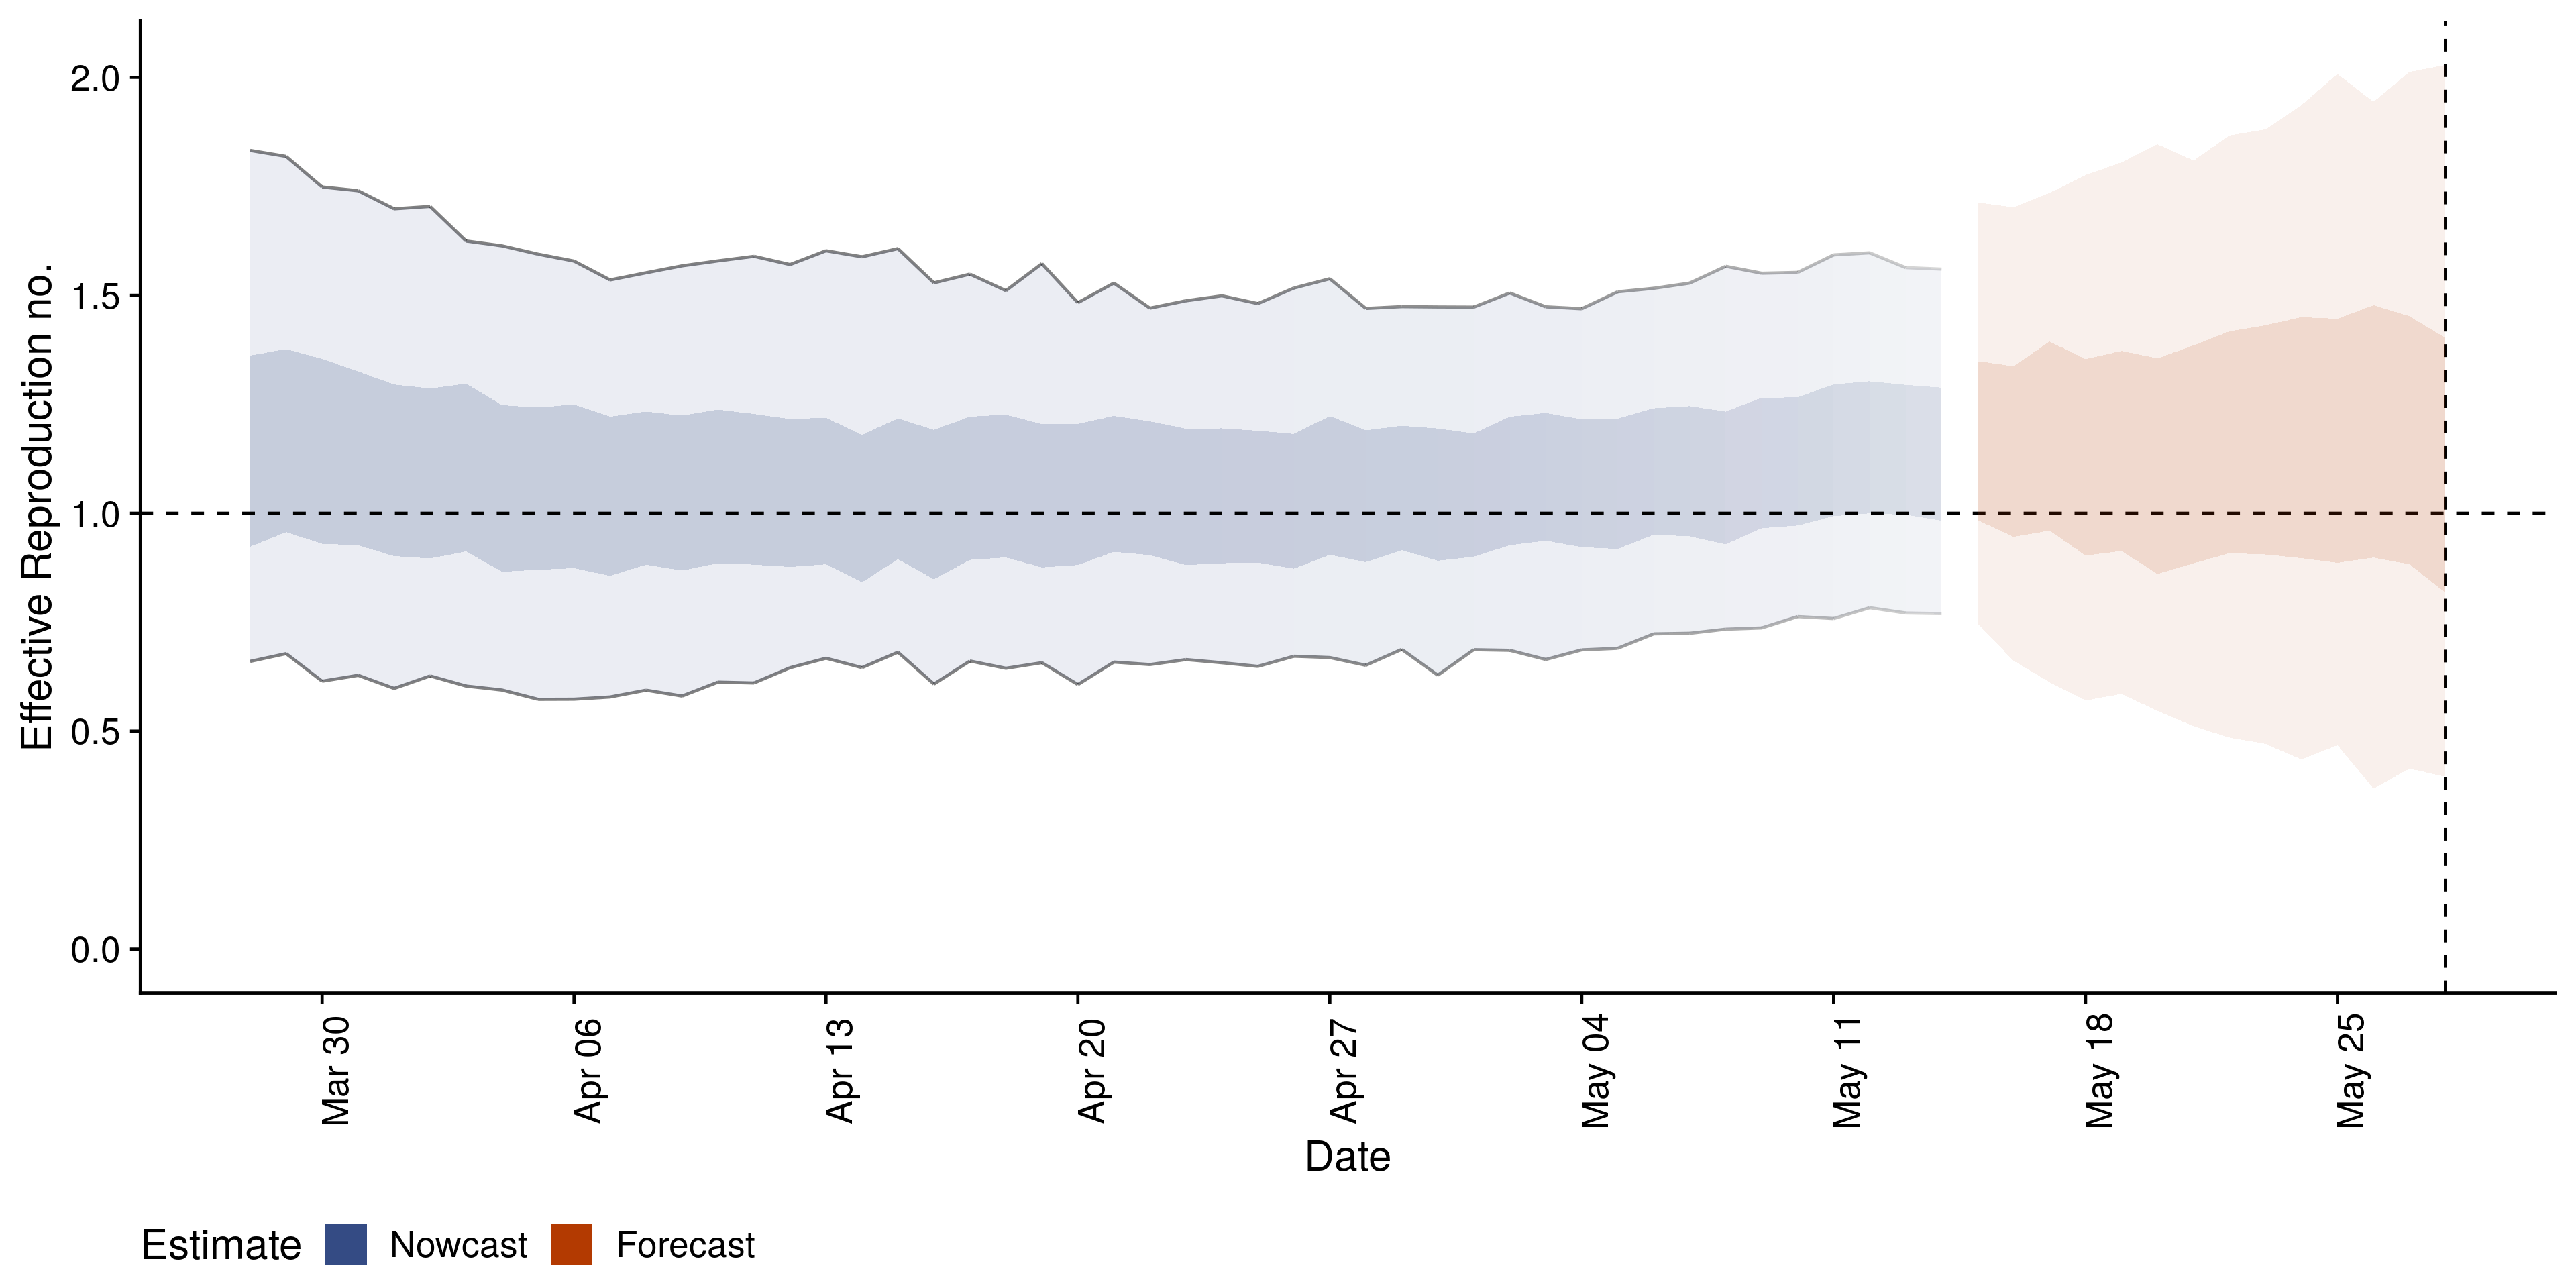 Effective Reproduction no.
2.0
1.5
1.0
0.5
0.0
Mar 30
Apr 06
Apr 13
Apr 20
Apr 27
May 04
May 11
May 18
May 25
Date
Estimate Nowcast Forecast